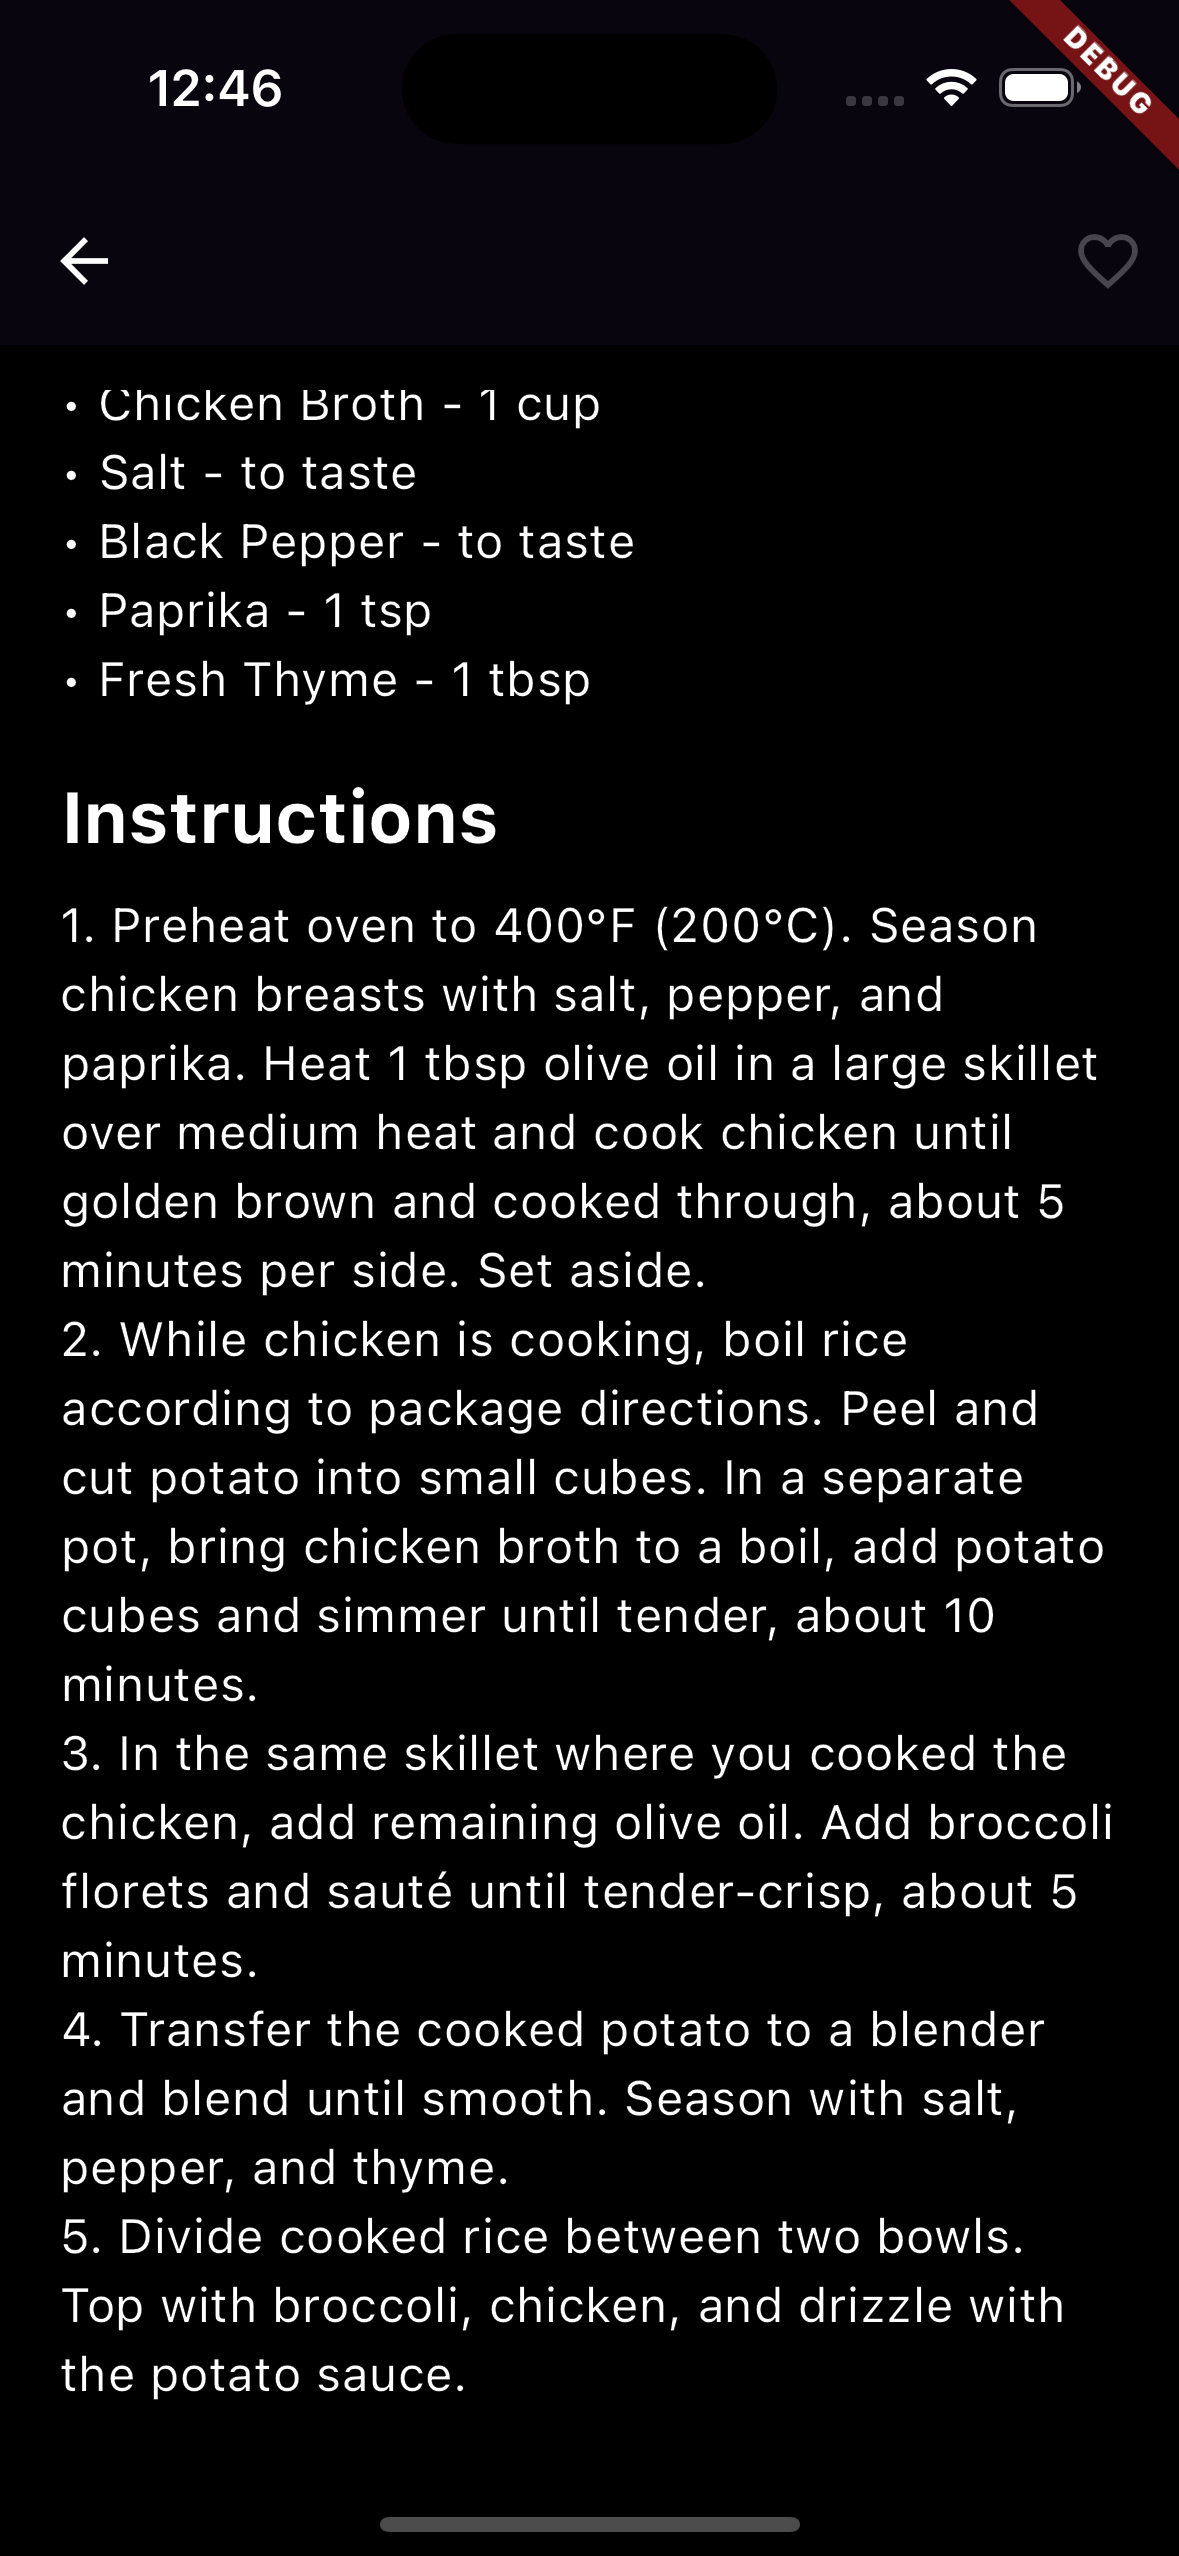 12:46
DEBUG
• Chicken Broth - 1 cup
• Salt - to taste
• Black Pepper - to taste
• Paprika - 1 tsp
• Fresh Thyme - 1 tbsp
Instructions
1. Preheat oven to 400°F (200°C). Season
chicken breasts with salt, pepper, and
paprika. Heat 1 tbsp olive oil in a large skillet
over medium heat and cook chicken until
golden brown and cooked through, about 5
minutes per side. Set aside.
2. While chicken is cooking, boil rice
according to package directions. Peel and
cut potato into small cubes. In a separate
pot, bring chicken broth to a boil, add potato
cubes and simmer until tender, about 10
minutes.
3. In the same skillet where you cooked the
chicken, add remaining olive oil. Add broccoli
florets and sauté until tender-crisp, about 5
minutes.
4. Transfer the cooked potato to a blender
and blend until smooth. Season with salt,
pepper, and thyme.
5. Divide cooked rice between two bowls.
Top with broccoli, chicken, and drizzle with
the potato sauce.